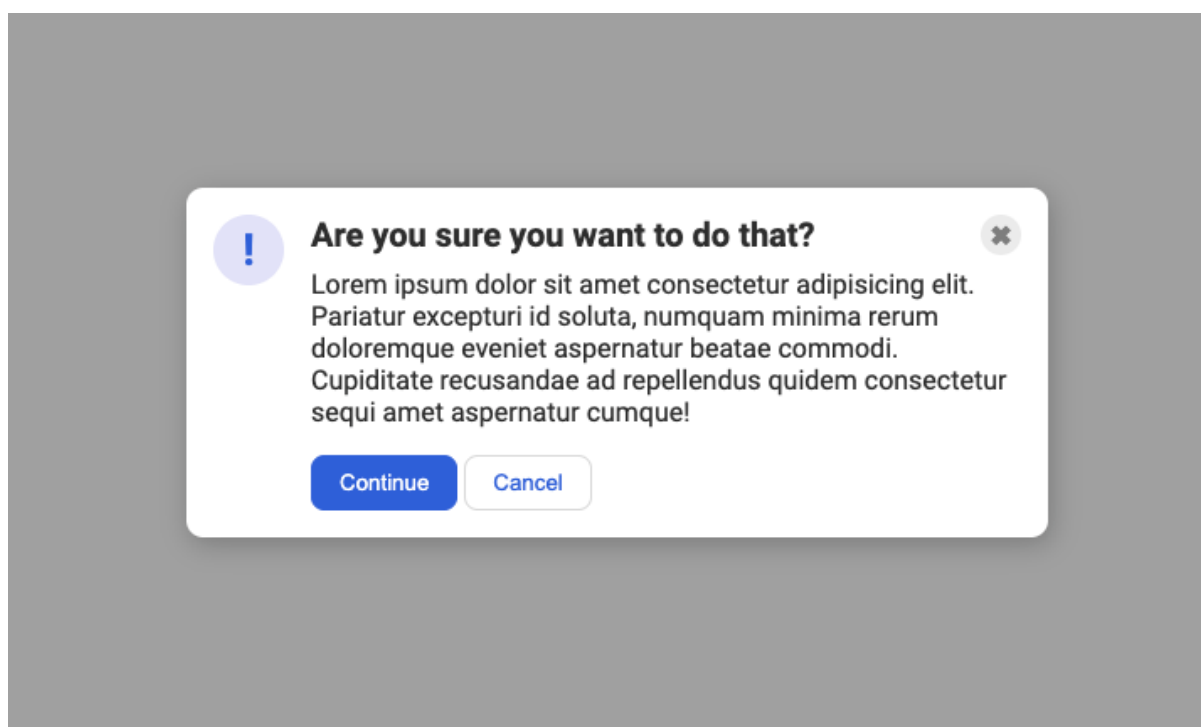 !
Are you sure you want to do that?
✖
Lorem ipsum dolor sit amet consectetur adipisicing elit.
Pariatur excepturi id soluta, numquam minima rerum
doloremque eveniet aspernatur beatae commodi.
Cupiditate recusandae ad repellendus quidem consectetur
sequi amet aspernatur cumque!
Continue
Cancel